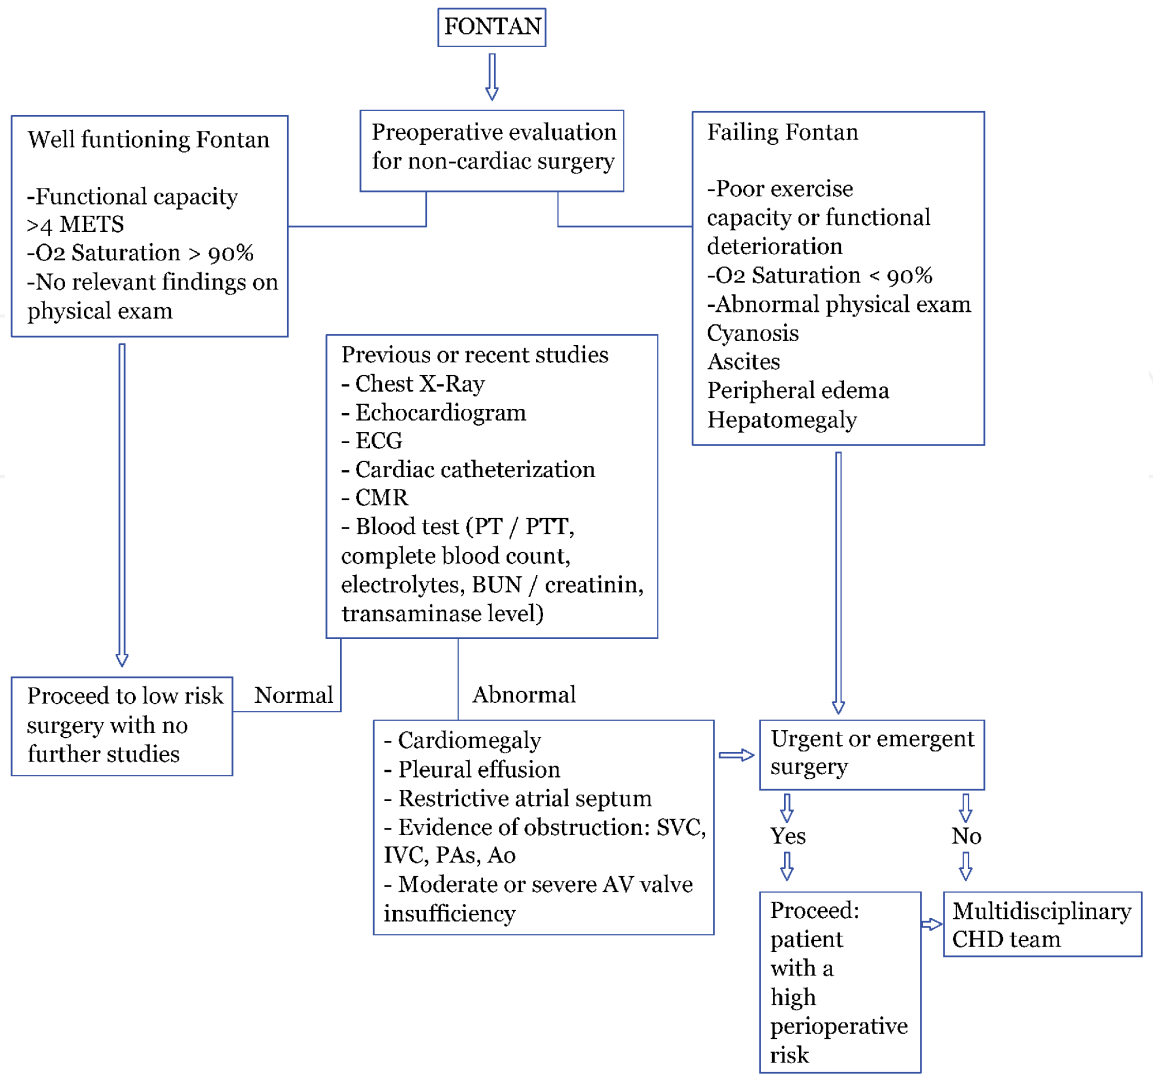 FONTAN
Preoperative evaluation
for non-cardiac surgery
Well funtioning Fontan
-Functional capacity
>4 METS
-O2 Saturation > 90%
-No relevant findings on
physical exam
Failing Fontan
-Poor exercise
capacity or functional
deterioration
-O2 Saturation < 90%
-Abnormal physical exam
Cyanosis
Ascites
Peripheral edema
Hepatomegaly
Previous or recent studies
- Chest X-Ray
- Echocardiogram
- ECG
- Cardiac catheterization
- CMR
- Blood test (PT / PTT,
complete blood count,
electrolytes, BUN / creatinin,
transaminase level)
Normal
Abnormal
Proceed to low risk
surgery with no
further studies
- Cardiomegaly
- Pleural effusion
- Restrictive atrial septum
- Evidence of obstruction: SVC,
IVC, PAs, Ao
- Moderate or severe AV valve
insufficiency
Urgent or emergent
surgery
Yes
No
Proceed:
patient
with a
high
perioperative
risk
Multidisciplinary
CHD team